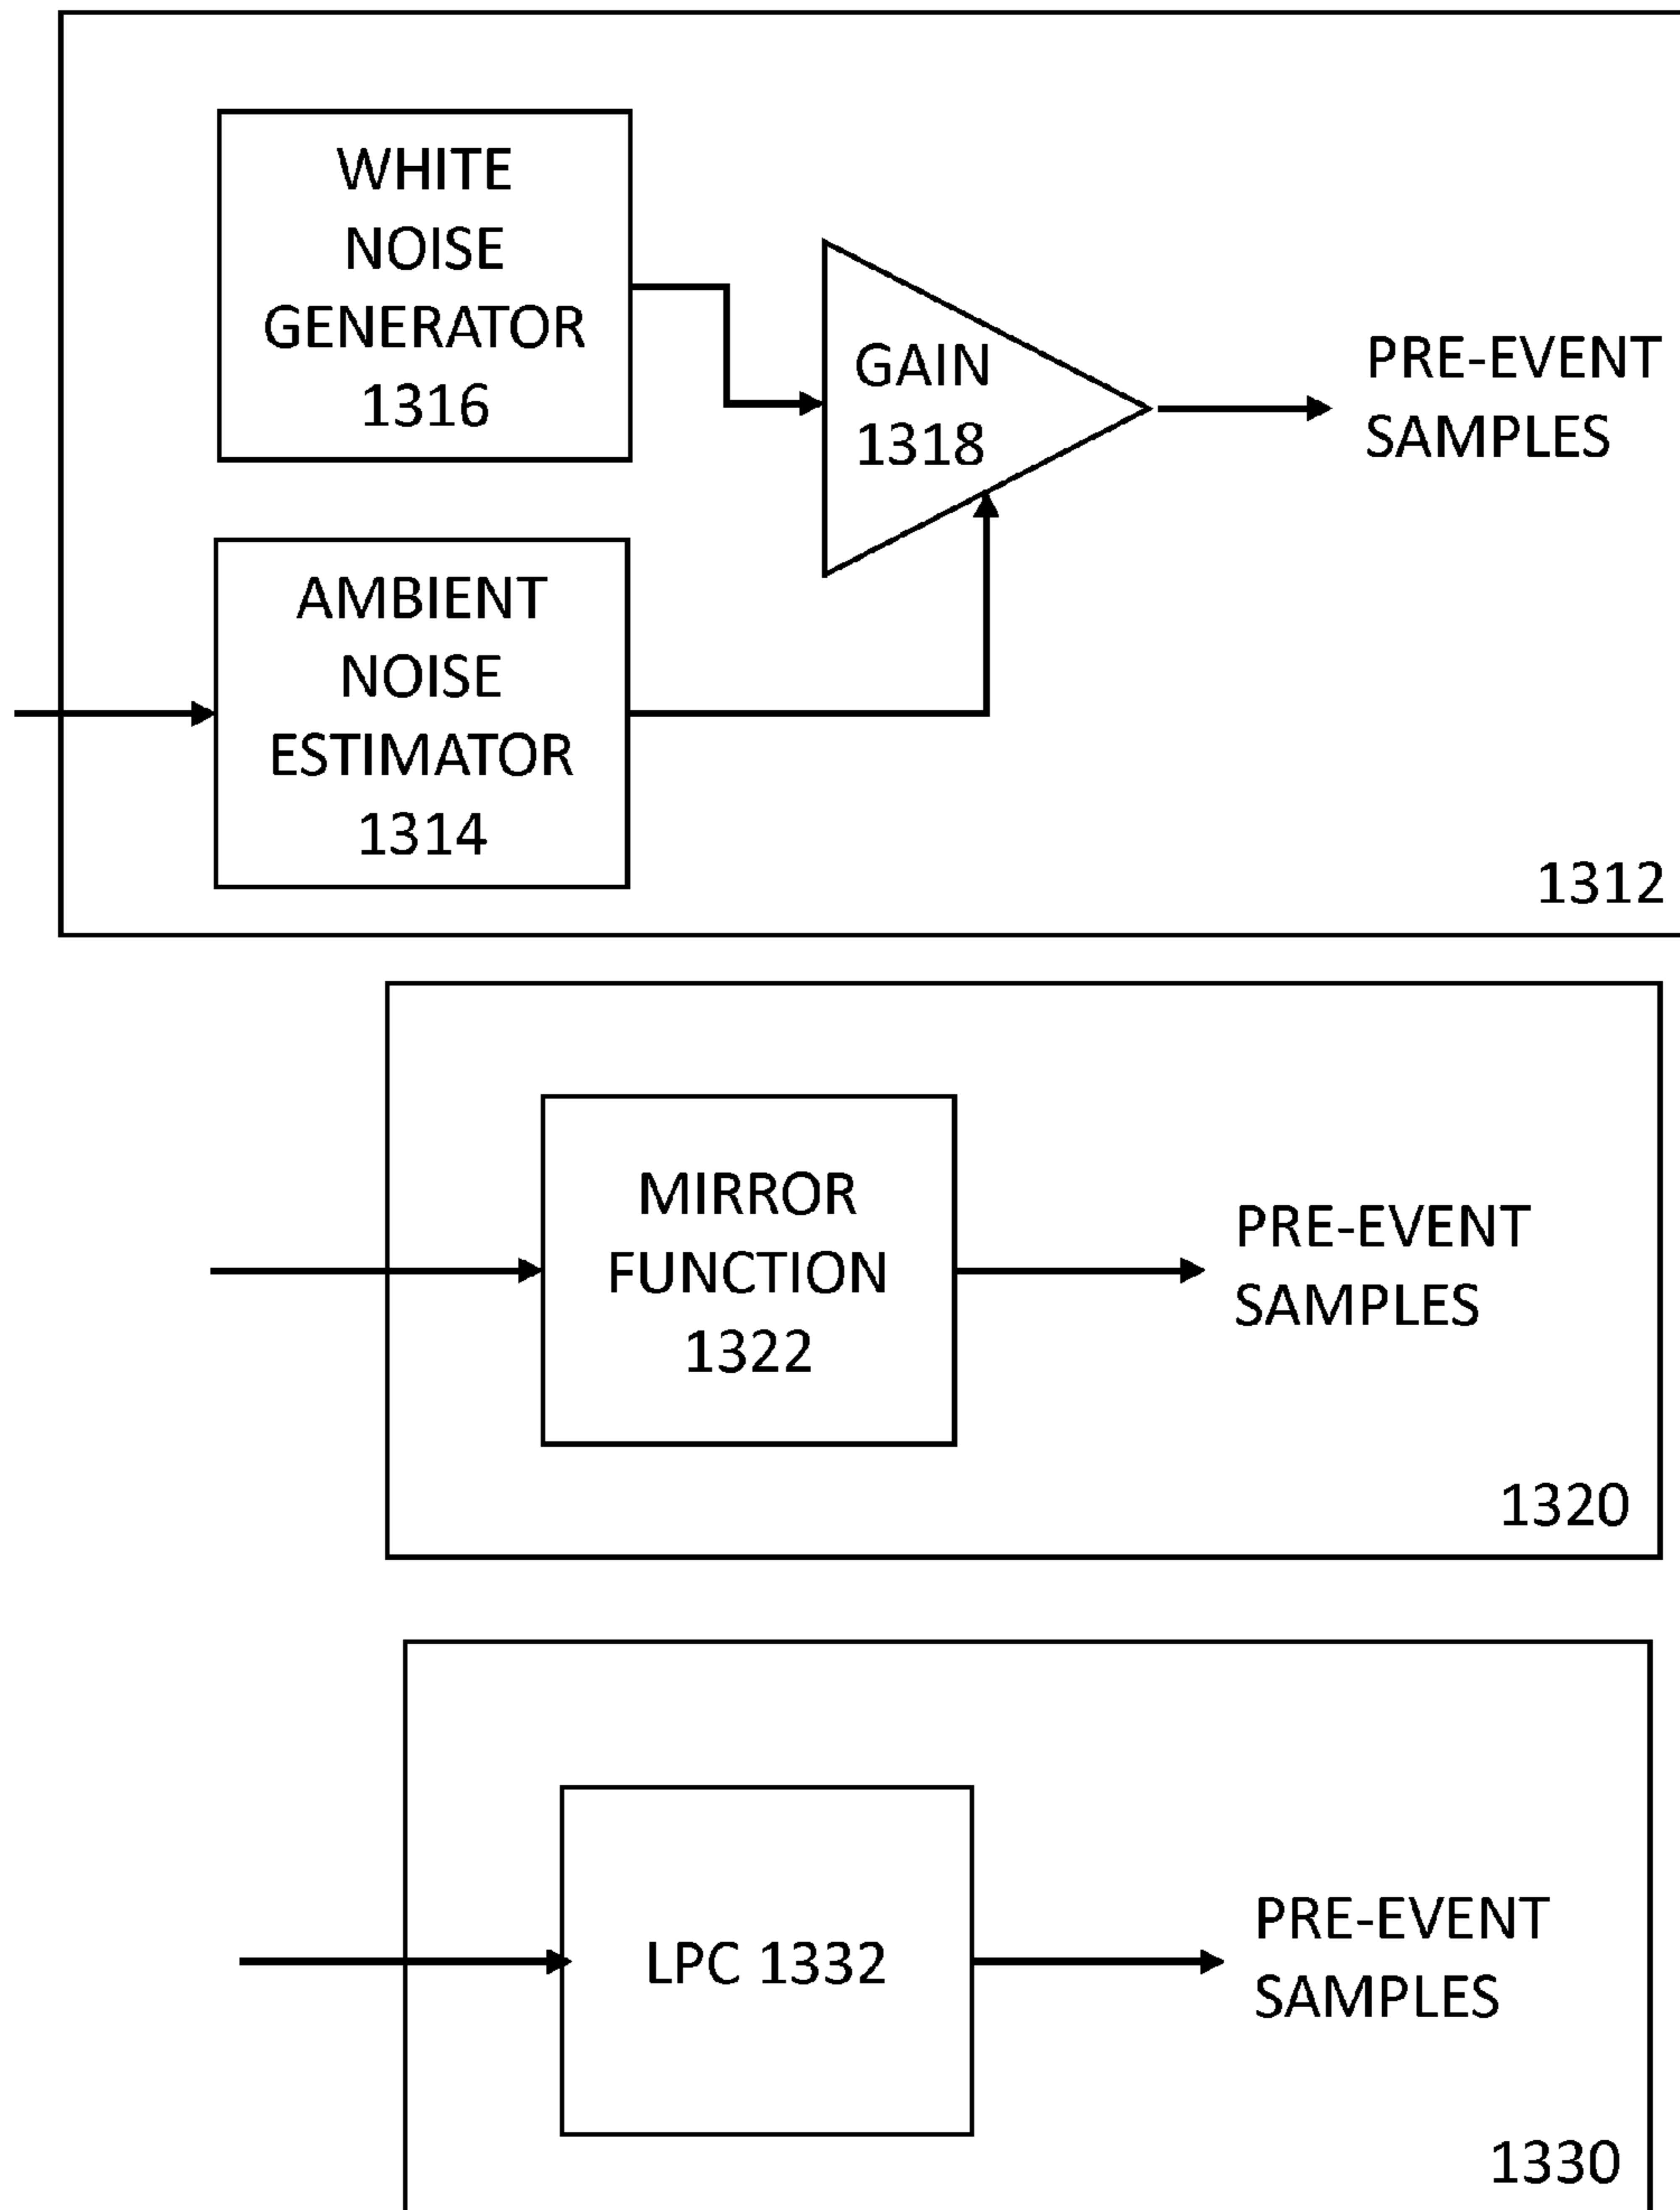 WHITE
NOISE
GENERATOR
1316
GAIN
1318
PRE-EVENT
SAMPLES
AMBIENT
NOISE
ESTIMATOR
1314
1312
MIRROR
FUNCTION
1322
PRE-EVENT
SAMPLES
1320
LPC 1332
PRE-EVENT
SAMPLES
1330